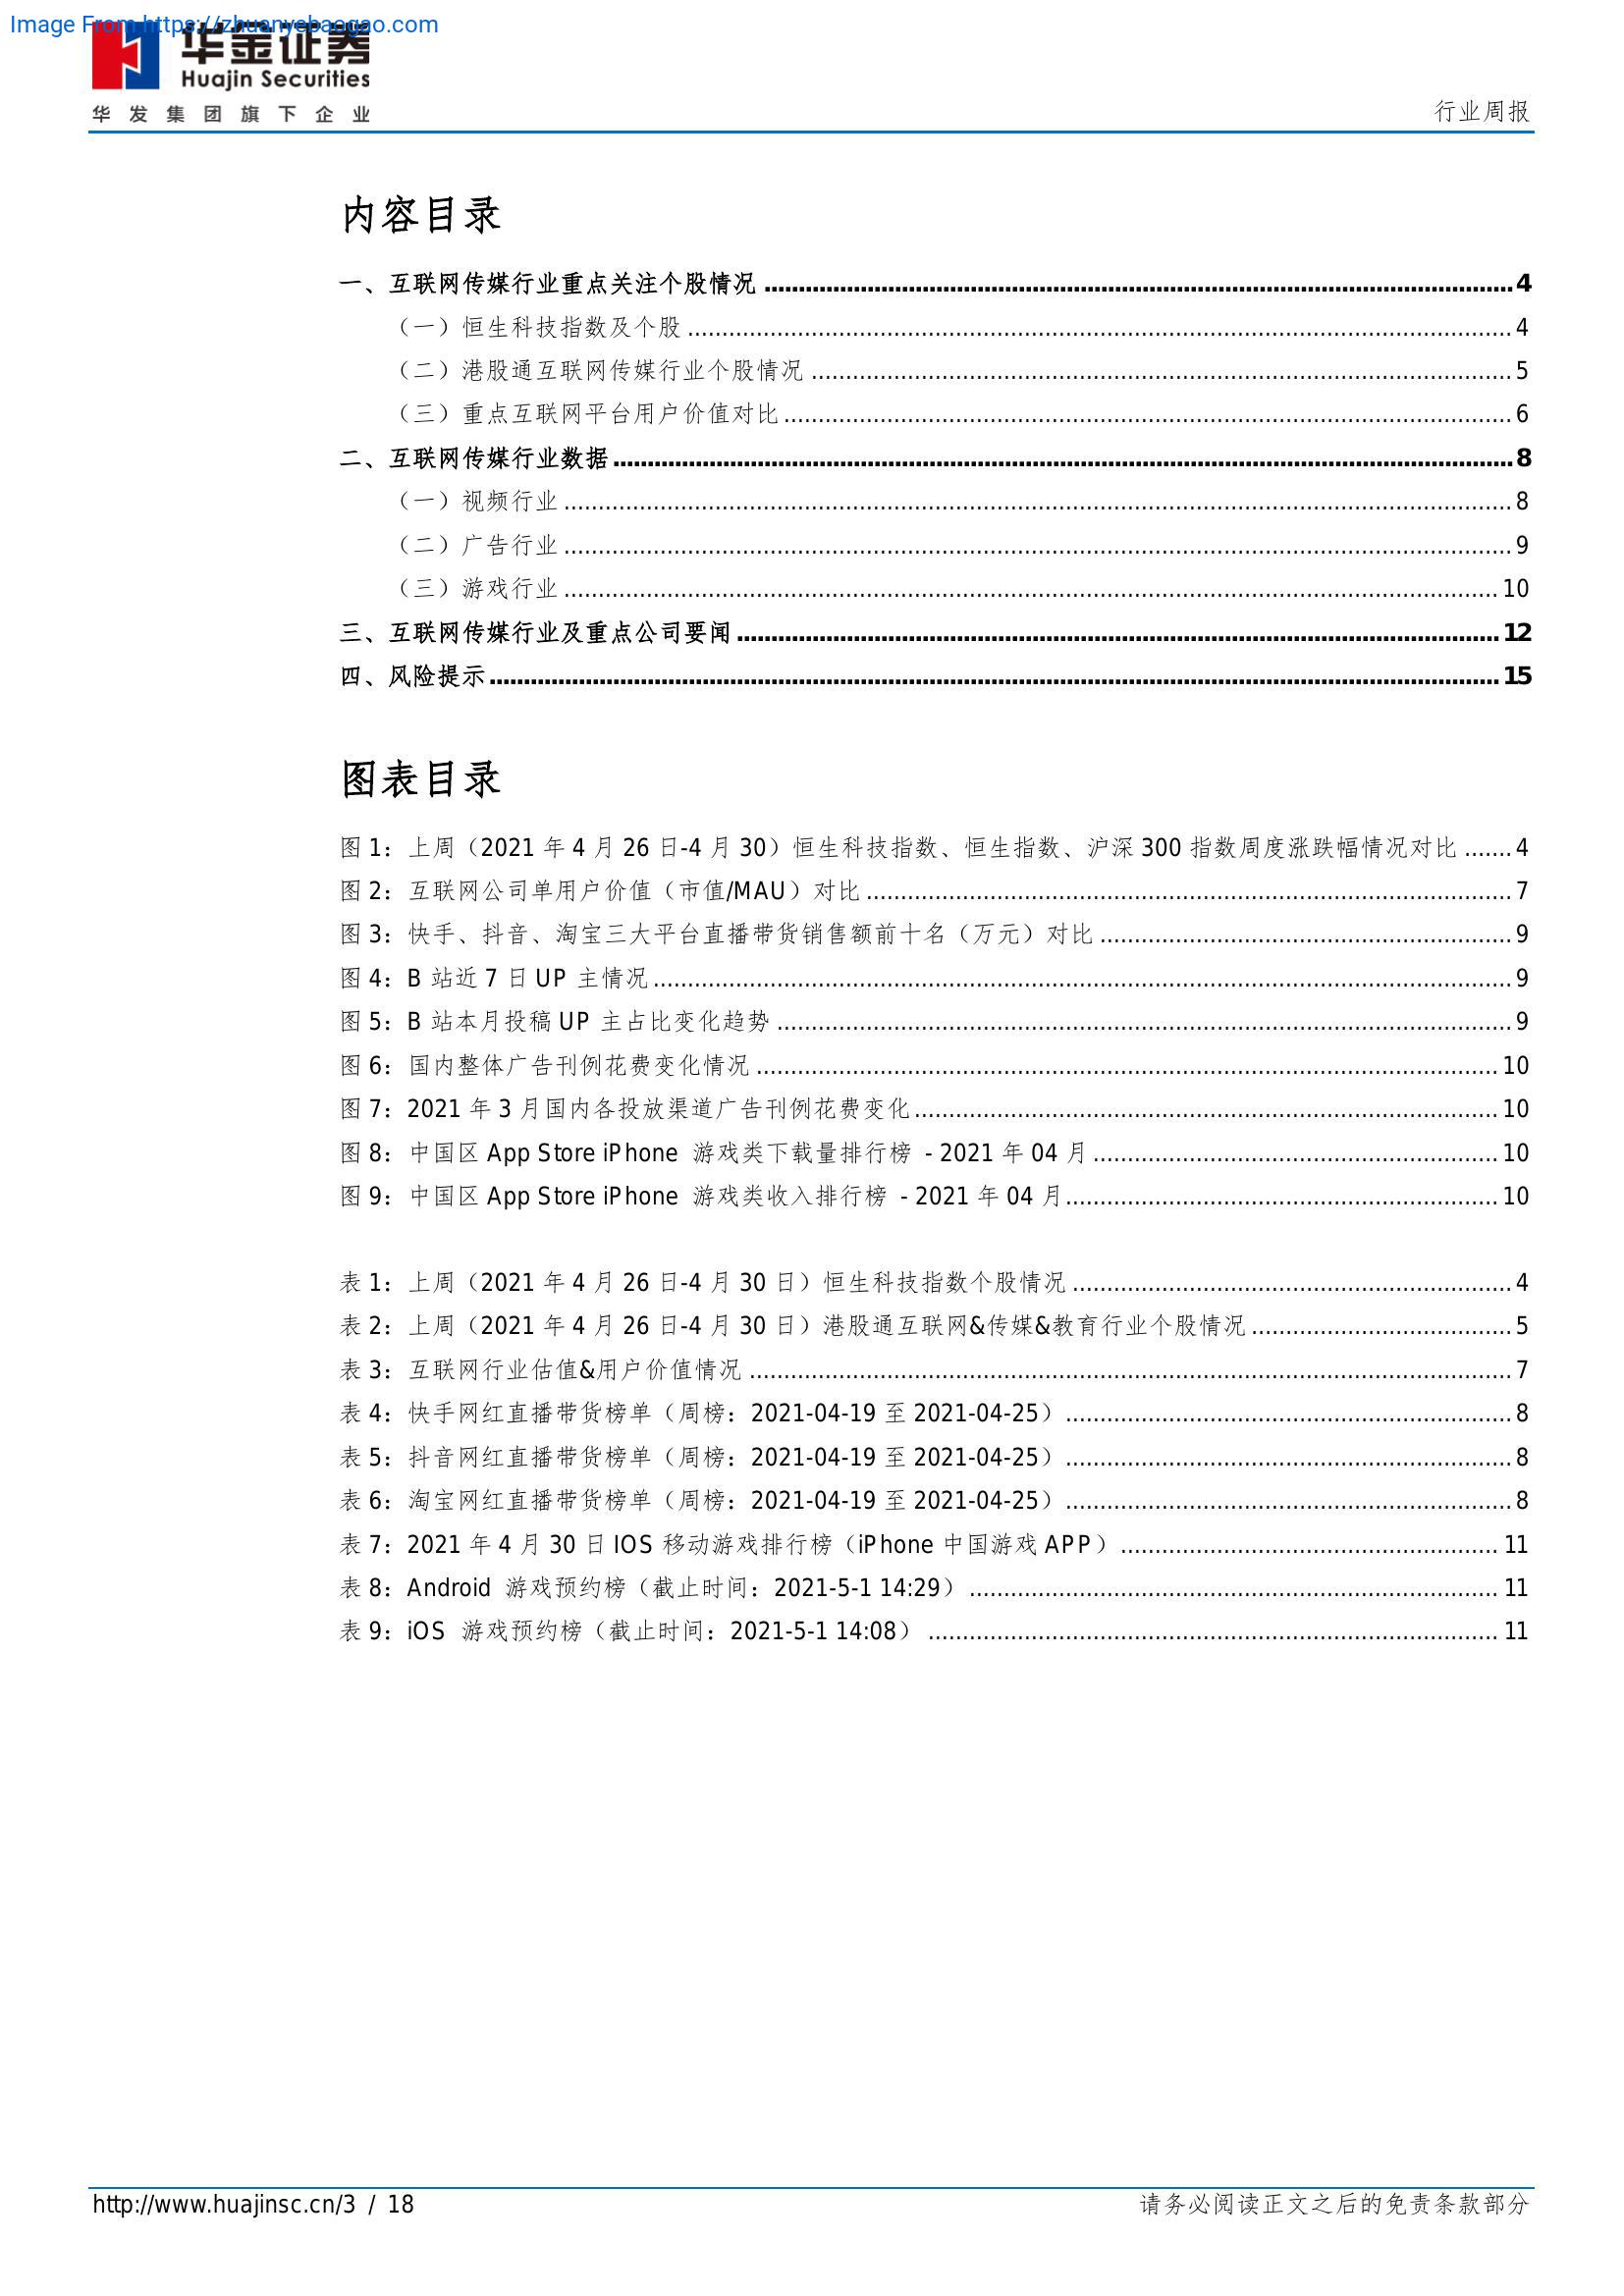 Image From https://zhuanyebaogao.com
华金证券
Huajin Securities
华发集团旗下企业
行业周报
内容目录
一、互联网传媒行业重点关注个股情况 ........ 4
（一）恒生科技指数及个股 ........ 4
（二）港股通互联网传媒行业个股情况 ........ 5
（三）重点互联网平台用户价值对比 ........ 6
二、互联网传媒行业数据 ........ 8
（一）视频行业 ........ 8
（二）广告行业 ........ 9
（三）游戏行业 ........ 10
三、互联网传媒行业及重点公司要闻 ........ 12
四、风险提示 ........ 15
图表目录
图 1：上周（2021 年 4 月 26 日-4 月 30）恒生科技指数、恒生指数、沪深 300 指数周度涨跌幅情况对比 ....... 4
图 2：互联网公司单用户价值（市值/MAU）对比 ........ 7
图 3：快手、抖音、淘宝三大平台直播带货销售额前十名（万元）对比 ........ 9
图 4：B 站近 7 日 UP 主情况 ........ 9
图 5：B 站本月投稿 UP 主占比变化趋势 ........ 9
图 6：国内整体广告刊例花费变化情况 ........ 10
图 7：2021 年 3 月国内各投放渠道广告刊例花费变化 ........ 10
图 8：中国区 App Store iPhone 游戏类下载量排行榜 - 2021 年 04 月 ........ 10
图 9：中国区 App Store iPhone 游戏类收入排行榜 - 2021 年 04 月 ........ 10
表 1：上周（2021 年 4 月 26 日-4 月 30 日）恒生科技指数个股情况 ........ 4
表 2：上周（2021 年 4 月 26 日-4 月 30 日）港股通互联网&传媒&教育行业个股情况 ........ 5
表 3：互联网行业估值&用户价值情况 ........ 7
表 4：快手网红直播带货榜单（周榜：2021-04-19 至 2021-04-25） ........ 8
表 5：抖音网红直播带货榜单（周榜：2021-04-19 至 2021-04-25） ........ 8
表 6：淘宝网红直播带货榜单（周榜：2021-04-19 至 2021-04-25） ........ 8
表 7：2021 年 4 月 30 日 IOS 移动游戏排行榜（iPhone 中国游戏 APP） ........ 11
表 8：Android 游戏预约榜（截止时间：2021-5-1 14:29） ........ 11
表 9：iOS 游戏预约榜（截止时间：2021-5-1 14:08） ........ 11
http://www.huajinsc.cn/3 / 18
请务必阅读正文之后的免责条款部分